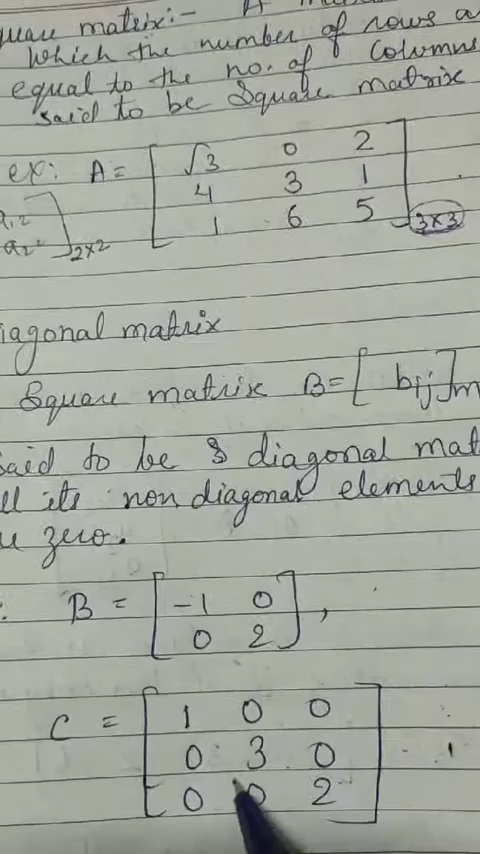 quare matrix:- A
which the number of rows a
equal to the no. of columns
said to be Square matrix
ex: A = [ √3 0 2
4 3 1
1 6 5 ]3×3
a12
a2 ]2×2
iagonal matrix
Square matrix B = [ bij ]m
said to be diagonal mat
ll its non diagonal elements
e zero.
: B = [ -1 0
0 2 ] ,
C = [ 1 0 0
0 3 0
0 0 2 ]